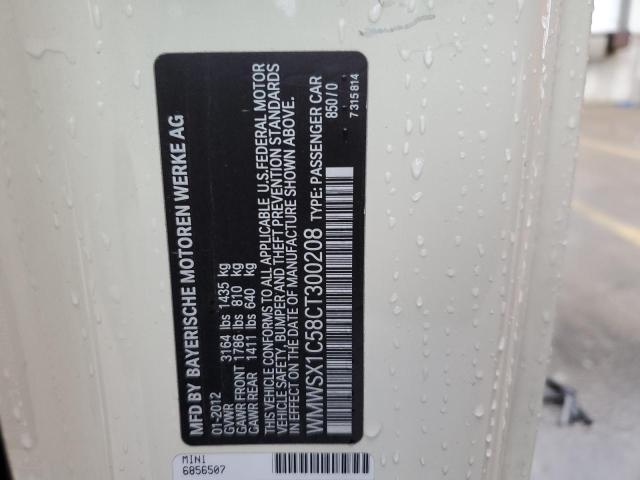 MFD BY BAYERISCHE MOTOREN WERKE AG
01-2012
GVWR 3164 lbs 1435 kg
GAWR FRONT 1786 lbs 810 kg
GAWR REAR 1411 lbs 640 kg
THIS VEHICLE CONFORMS TO ALL APPLICABLE U.S.FEDERAL MOTOR
VEHICLE SAFETY, BUMPER AND THEFT PREVENTION STANDARDS
IN EFFECT ON THE DATE OF MANUFACTURE SHOWN ABOVE.
WMWSX1C58CT300208 TYPE: PASSENGER CAR
850 / 0
7 315 814
MINI
6856507